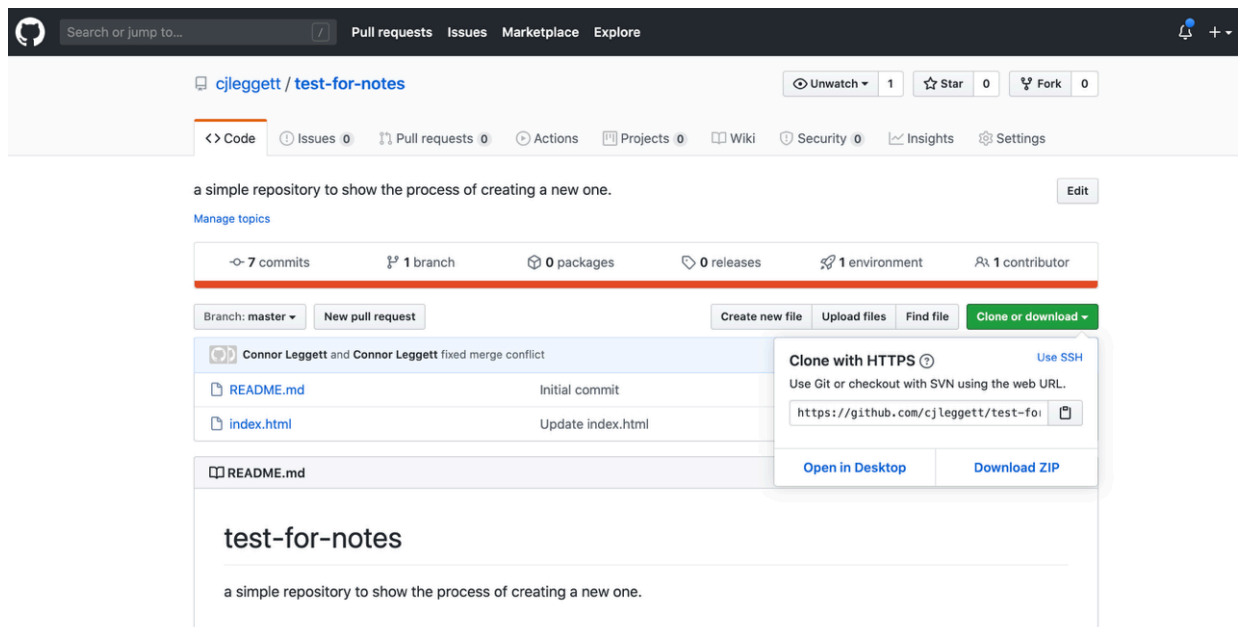 Search or jump to... / Pull requests Issues Marketplace Explore
cjleggett / test-for-notes Unwatch 1 Star 0 Fork 0
Code Issues 0 Pull requests 0 Actions Projects 0 Wiki Security 0 Insights Settings
a simple repository to show the process of creating a new one. Edit
Manage topics
7 commits 1 branch 0 packages 0 releases 1 environment 1 contributor
Branch: master New pull request Create new file Upload files Find file Clone or download
Connor Leggett and Connor Leggett fixed merge conflict
README.md Initial commit
index.html Update index.html
Clone with HTTPS ? Use SSH
Use Git or checkout with SVN using the web URL.
https://github.com/cjleggett/test-for
Open in Desktop Download ZIP
README.md
test-for-notes
a simple repository to show the process of creating a new one.